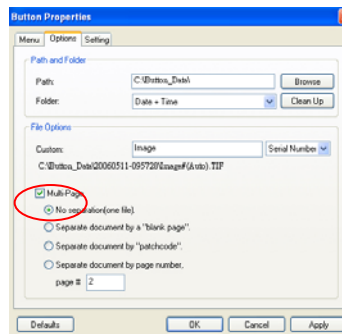 Button Properties
Menu Options Setting
Path and Folder
Path: C:\Button_Data\ Browse
Folder: Date + Time Clean Up
File Options
Custom: Image Serial Number
C:\Button_Data\20060511-095728\Image#(Auto).TIF
Multi-Page
No separation(one file).
Separate document by a "blank page".
Separate document by "patchcode".
Separate document by page number,
page # 2
Defaults OK Cancel Apply